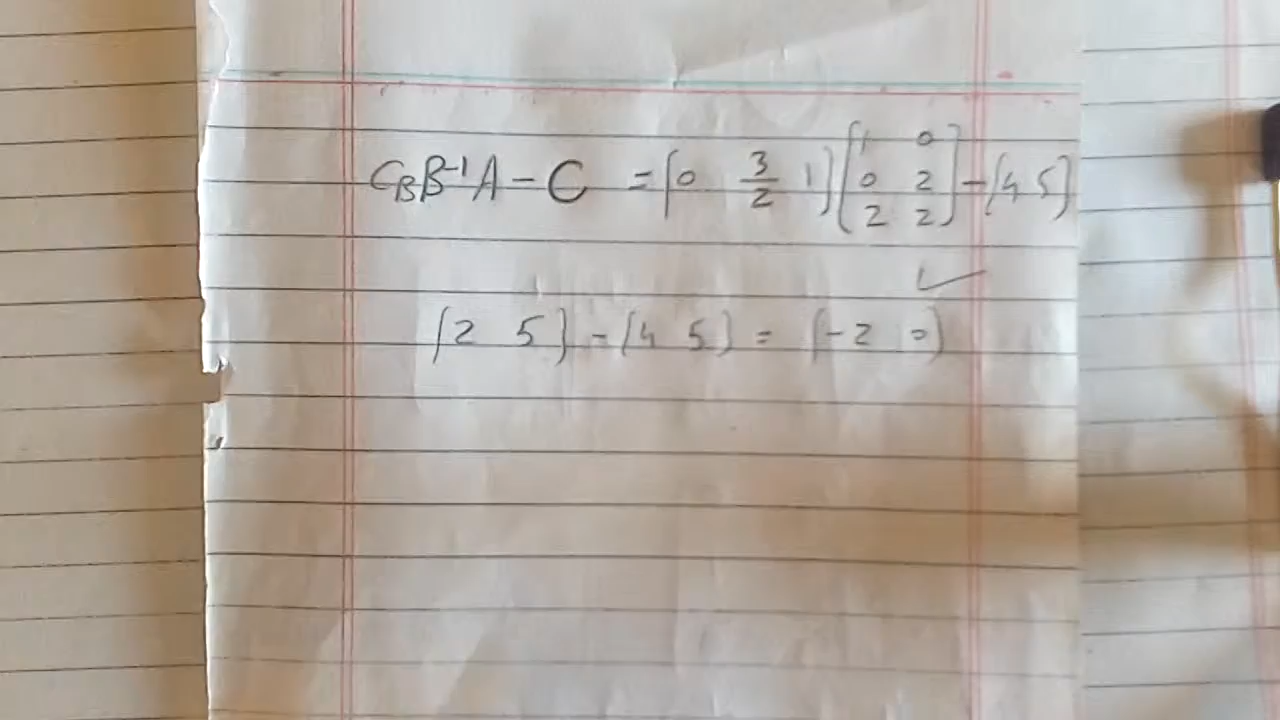 C_B B⁻¹A - C = [0 3/2 1] [1 0 0 2 2 2] - [4 5]
[2 5] - [4 5] = [-2 0]